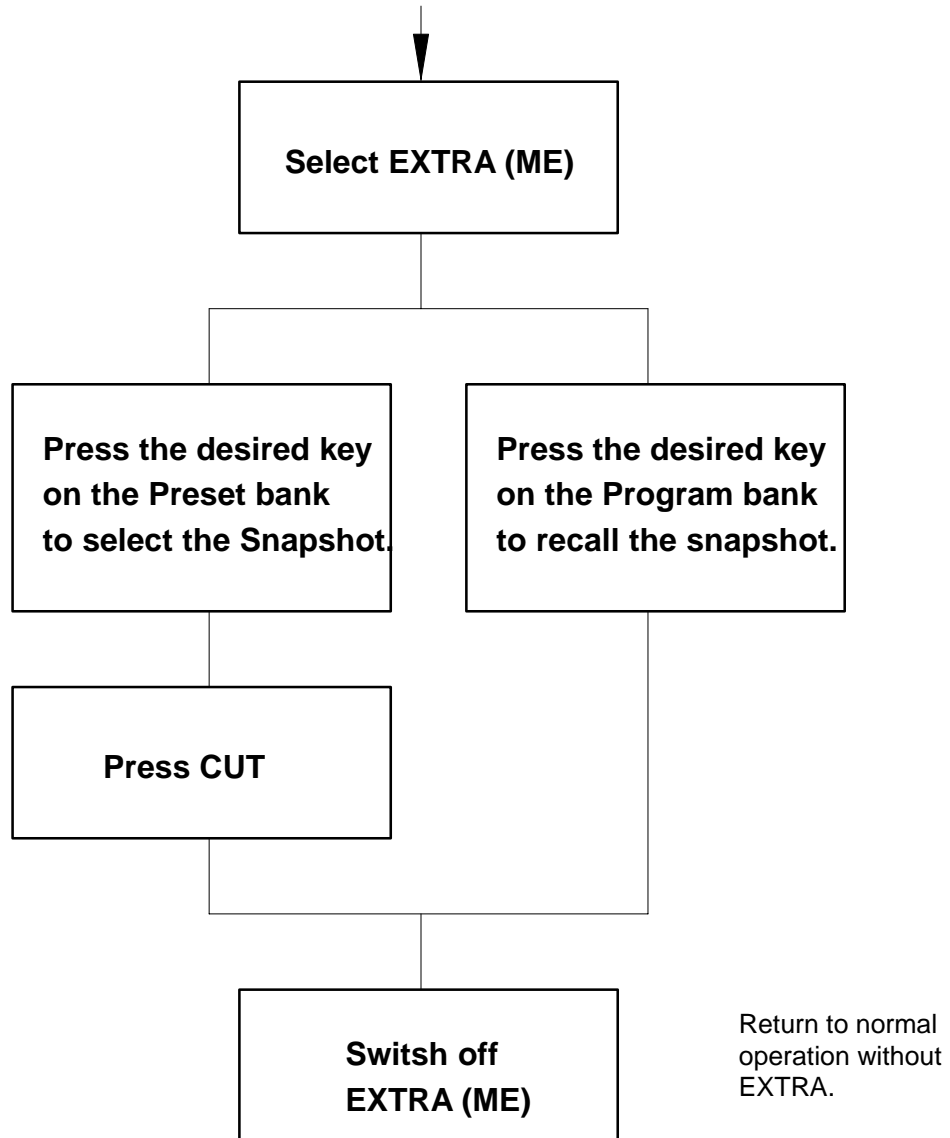 Select EXTRA (ME)
Press the desired key
on the Preset bank
to select the Snapshot.
Press the desired key
on the Program bank
to recall the snapshot.
Press CUT
Switsh off
EXTRA (ME)
Return to normal
operation without
EXTRA.